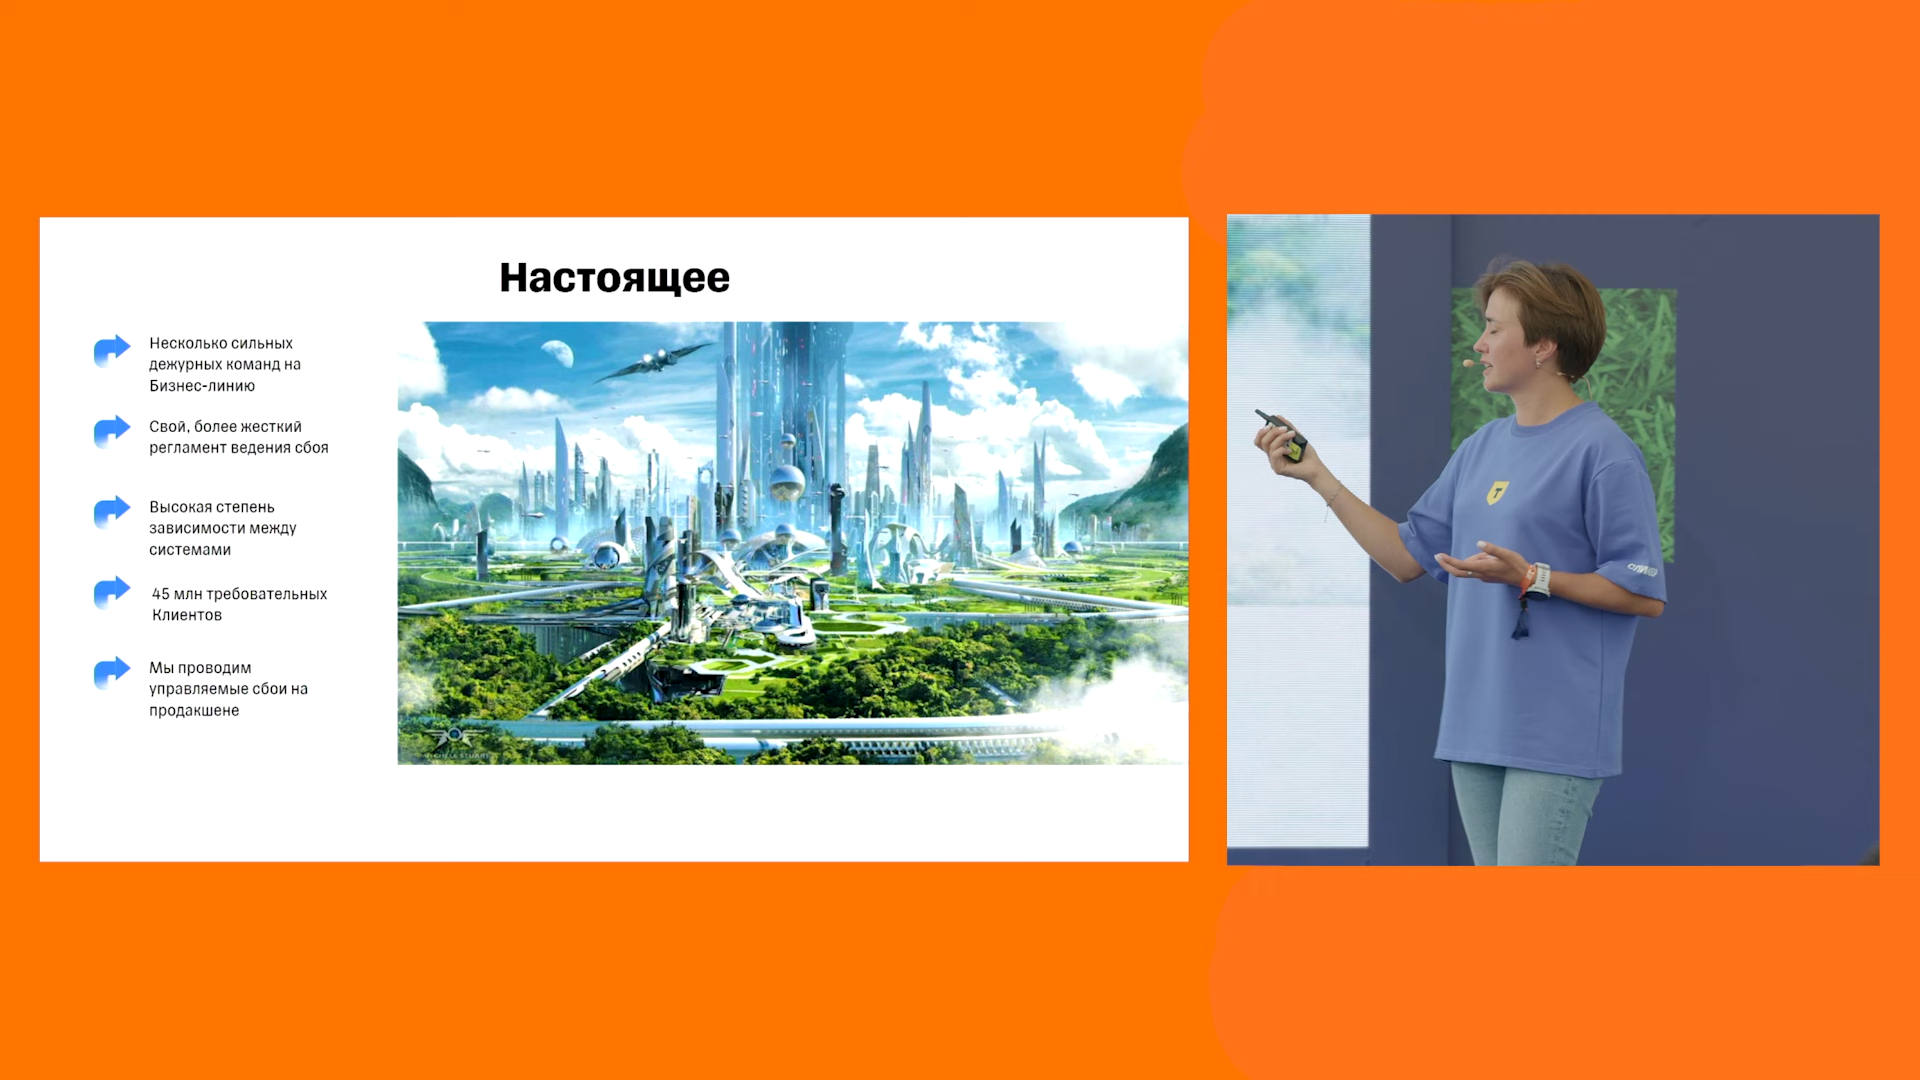 Настоящее
Несколько сильных
дежурных команд на
Бизнес-линию
Свой, более жесткий
регламент ведения сбоя
Высокая степень
зависимости между
системами
45 млн требовательных
Клиентов
Мы проводим
управляемые сбои на
продакшене
Т